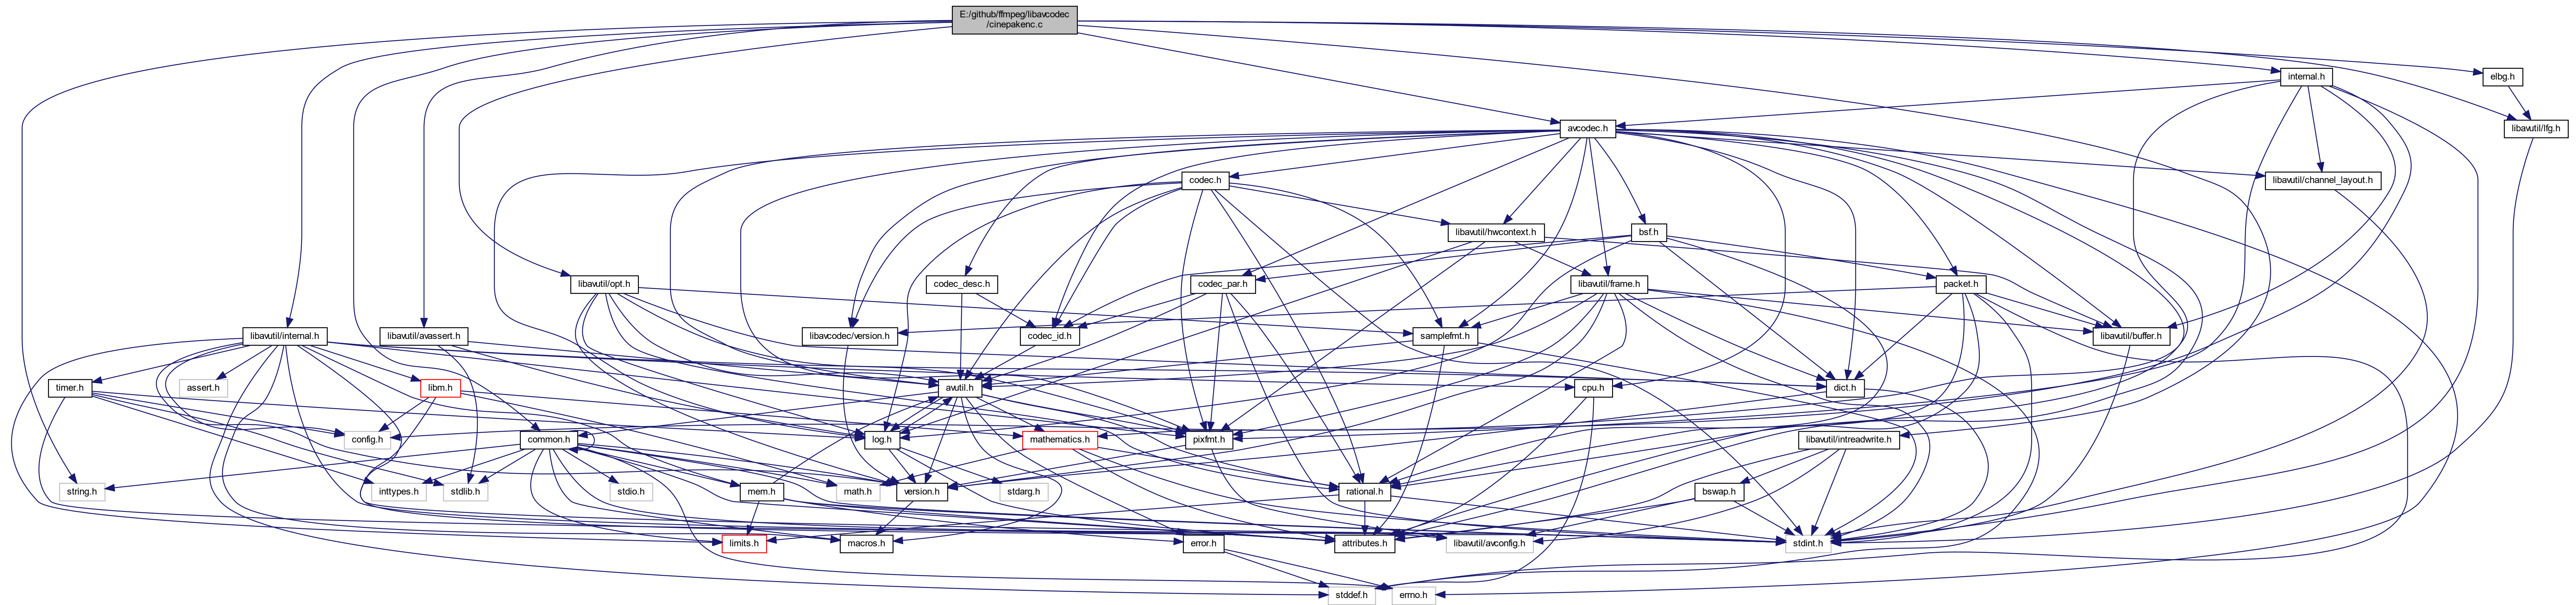 E:/github/ffmpeg/libavcodec
/cinepakenc.c
internal.h
elbg.h
avcodec.h
libavutil/lfg.h
codec.h
libavutil/channel_layout.h
libavutil/hwcontext.h
bsf.h
libavutil/opt.h
codec_desc.h
codec_par.h
libavutil/frame.h
packet.h
libavutil/internal.h
libavutil/avassert.h
libavcodec/version.h
codec_id.h
samplefmt.h
libavutil/buffer.h
timer.h
assert.h
libm.h
avutil.h
cpu.h
dict.h
config.h
common.h
log.h
mathematics.h
pixfmt.h
libavutil/intreadwrite.h
string.h
inttypes.h
stdlib.h
stdio.h
mem.h
math.h
version.h
stdarg.h
rational.h
bswap.h
limits.h
macros.h
error.h
attributes.h
libavutil/avconfig.h
stdint.h
stddef.h
errno.h